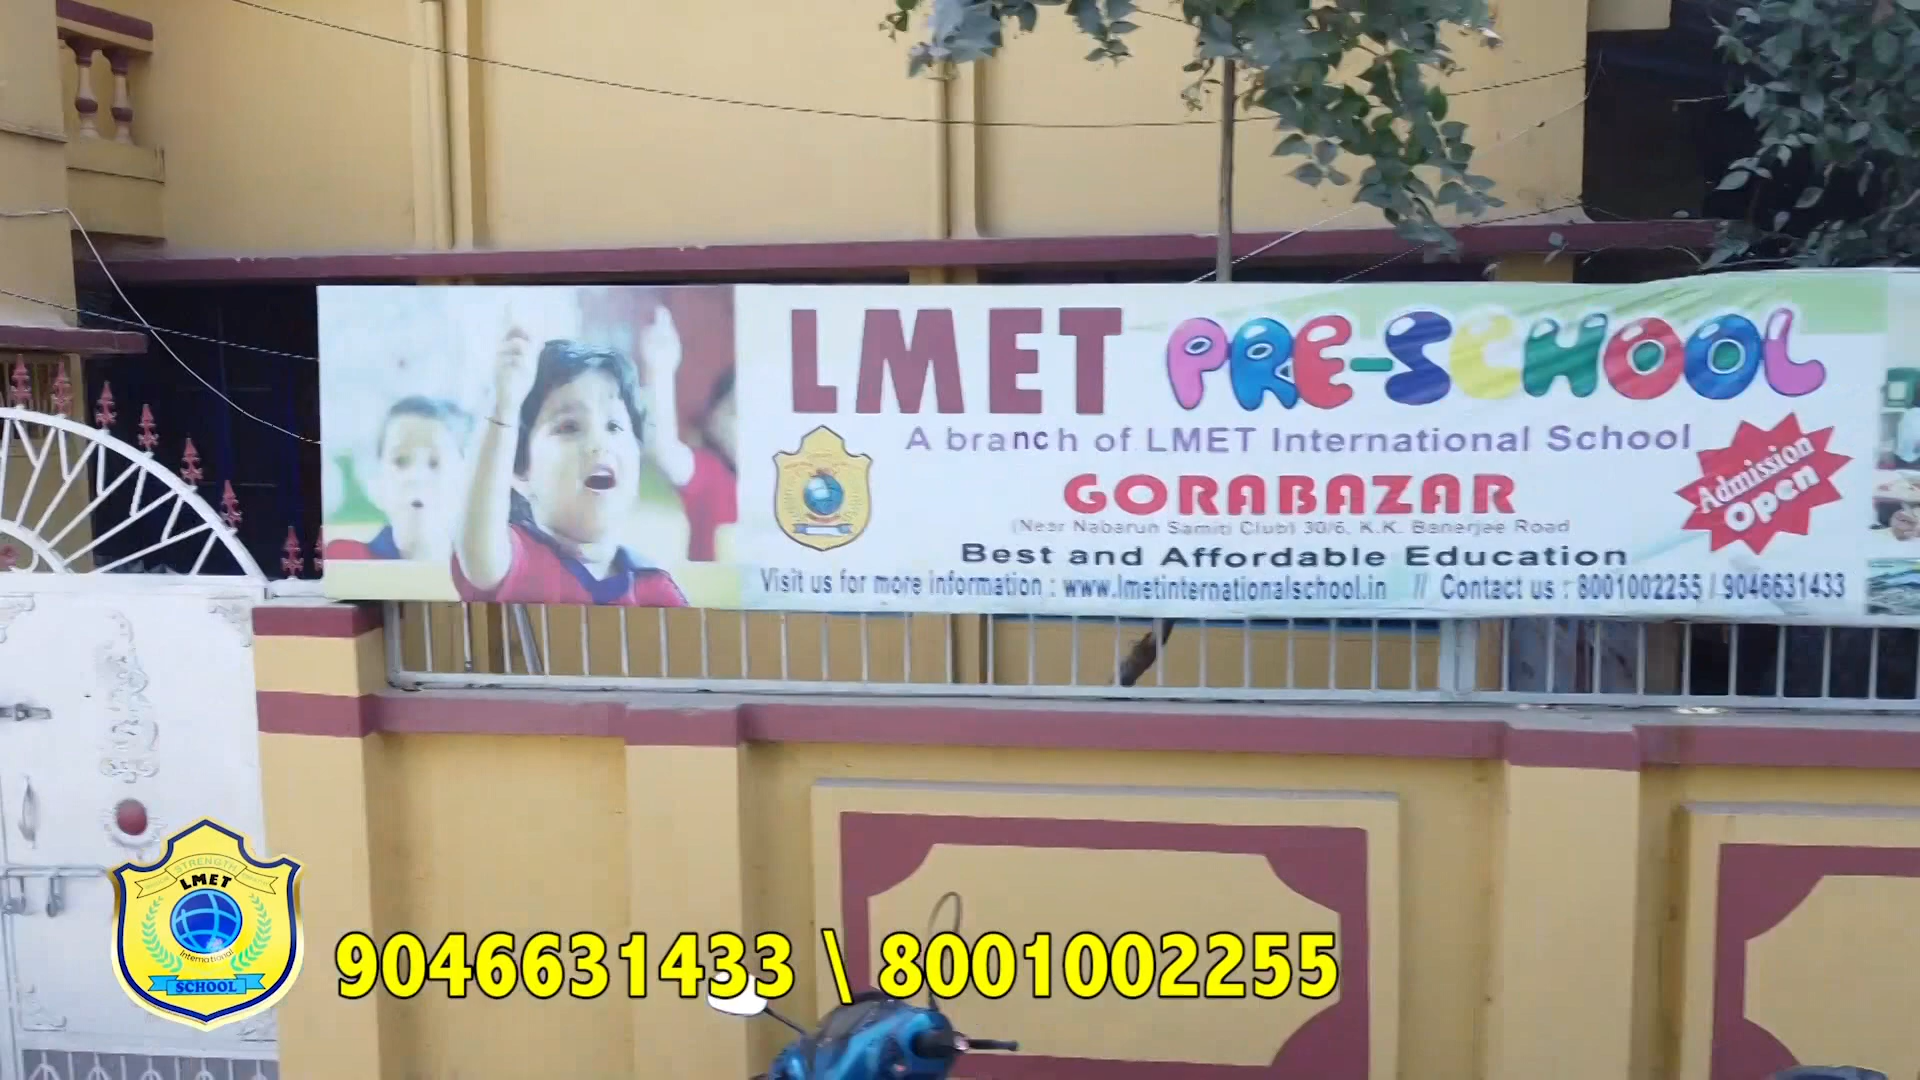 LMET PRE-SCHOOL
A branch of LMET International School
GORABAZAR
(Near Nabarun Samiti Club) 30/6, K.K. Banerjee Road
Admission
Open
Best and Affordable Education
Visit us for more information : www.lmetinternationalschool.in // Contact us : 8001002255 / 9046631433
STRENGTH
LMET
International
SCHOOL
9046631433 \ 8001002255